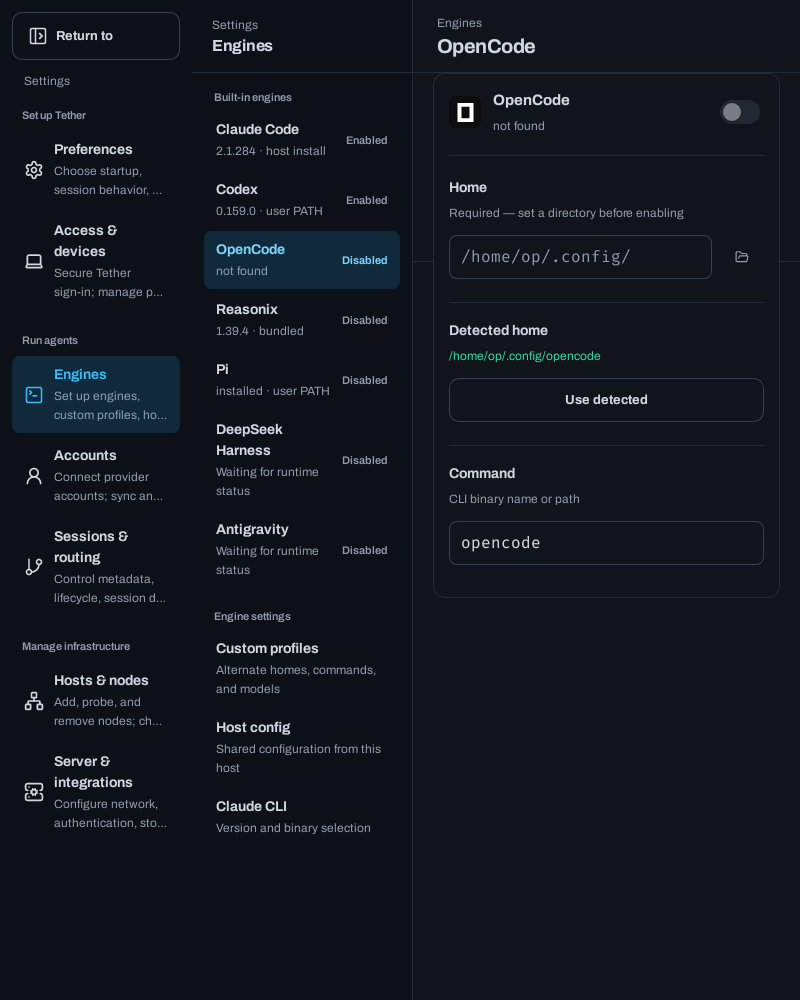 Return to
Settings
Set up Tether
Preferences
Choose startup,
session behavior, ...
Access &
devices
Secure Tether
sign-in; manage p...
Run agents
Engines
Set up engines,
custom profiles, ho...
Accounts
Connect provider
accounts; sync an...
Sessions &
routing
Control metadata,
lifecycle, session d...
Manage infrastructure
Hosts & nodes
Add, probe, and
remove nodes; ch...
Server &
integrations
Configure network,
authentication, sto...
Settings
Engines
Built-in engines
Claude Code
2.1.284 · host install
Enabled
Codex
0.159.0 · user PATH
Enabled
OpenCode
not found
Disabled
Reasonix
1.39.4 · bundled
Disabled
Pi
installed · user PATH
Disabled
DeepSeek
Harness
Waiting for runtime
status
Disabled
Antigravity
Waiting for runtime
status
Disabled
Engine settings
Custom profiles
Alternate homes, commands,
and models
Host config
Shared configuration from this
host
Claude CLI
Version and binary selection
Engines
OpenCode
OpenCode
not found
Home
Required — set a directory before enabling
/home/op/.config/
Detected home
/home/op/.config/opencode
Use detected
Command
CLI binary name or path
opencode